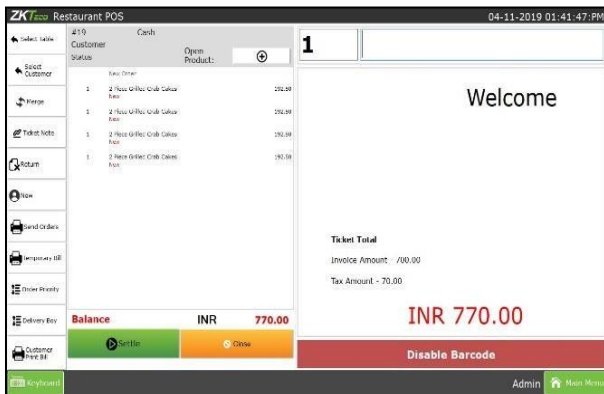 ZKTeco Restaurant POS
04-11-2019 01:41:47:PM
Select Table
Select Customer
Merge
Ticket Note
Return
Now
Send Orders
Temporary Bill
Order Priority
Delivery Boy
Customer Print Bill
Keyboard
#19 Cash
Customer
Status
Open Product:
New Order
1 2 Piece Grilled Crab Cakes 192.50
New
1 2 Piece Grilled Crab Cakes 192.50
New
1 2 Piece Grilled Crab Cakes 192.50
New
1 2 Piece Grilled Crab Cakes 192.50
New
Balance INR 770.00
Settle
Close
1
Welcome
Ticket Total
Invoice Amount - 700.00
Tax Amount - 70.00
INR 770.00
Disable Barcode
Admin
Main Menu